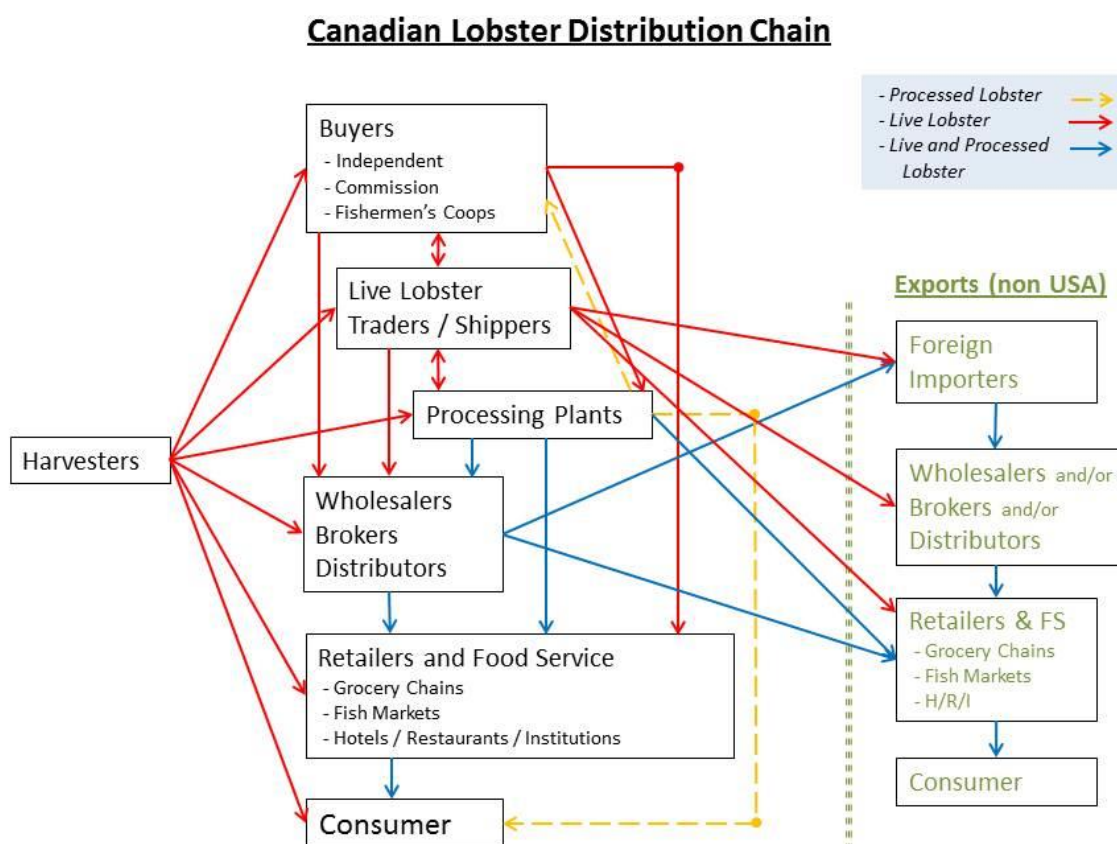 Canadian Lobster Distribution Chain
- Processed Lobster
- Live Lobster
- Live and Processed
Lobster
Buyers
- Independent
- Commission
- Fishermen's Coops
Live Lobster
Traders / Shippers
Processing Plants
Harvesters
Wholesalers
Brokers
Distributors
Retailers and Food Service
- Grocery Chains
- Fish Markets
- Hotels / Restaurants / Institutions
Consumer
Exports (non USA)
Foreign
Importers
Wholesalers and/or
Brokers and/or
Distributors
Retailers & FS
- Grocery Chains
- Fish Markets
- H/R/I
Consumer